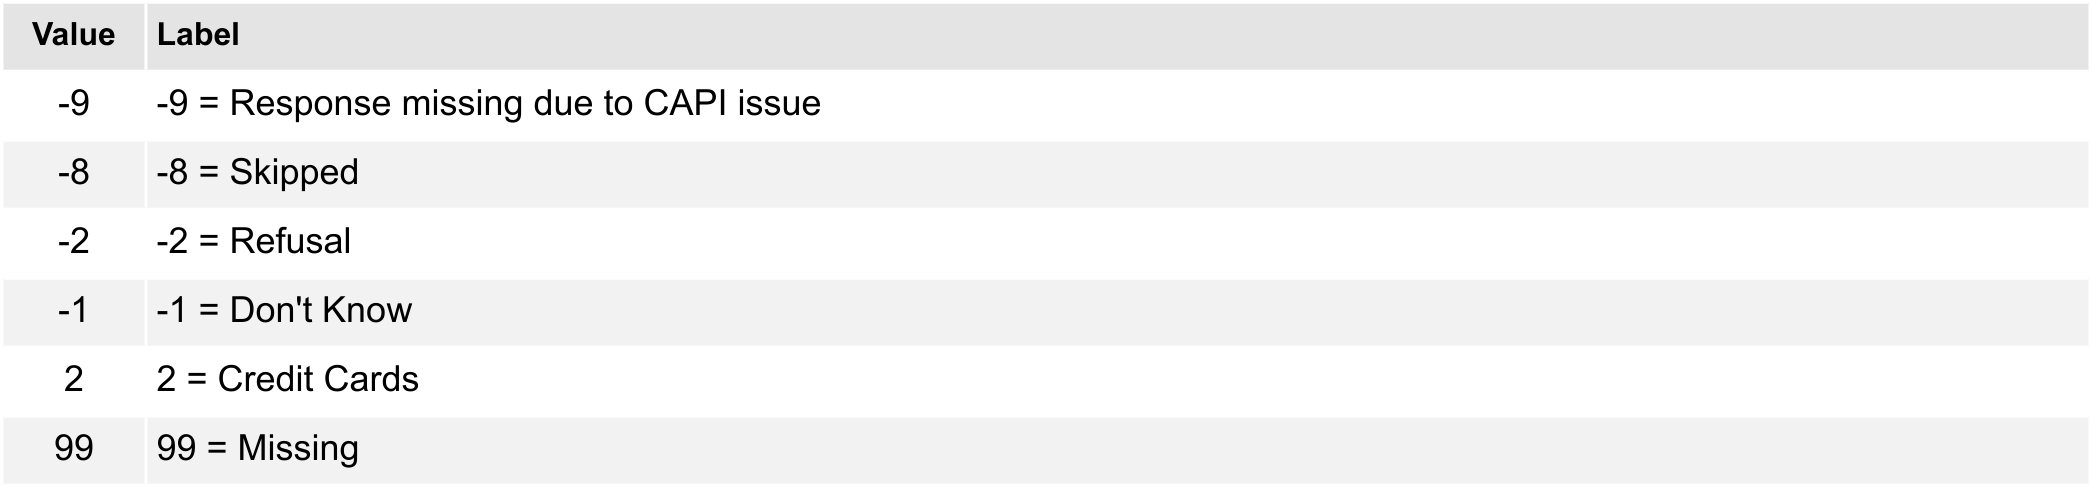 Value Label
-9 -9 = Response missing due to CAPI issue
-8 -8 = Skipped
-2 -2 = Refusal
-1 -1 = Don't Know
2 2 = Credit Cards
99 99 = Missing